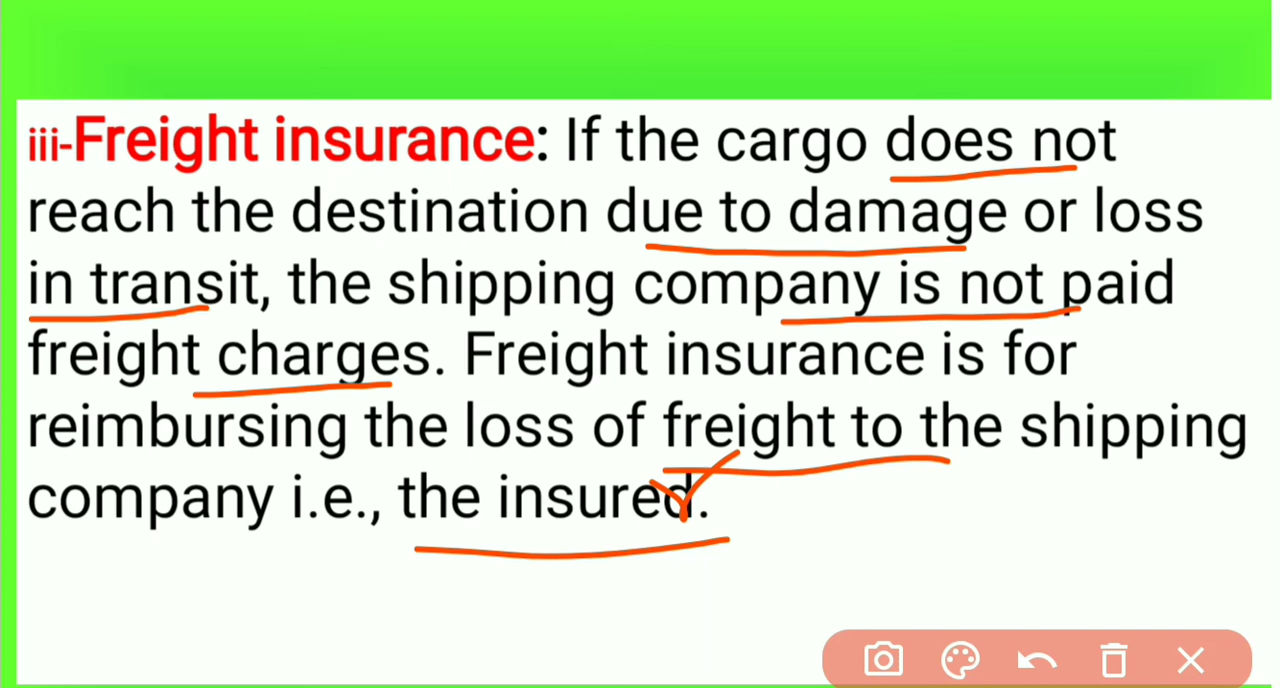 iii-Freight insurance: If the cargo does not
reach the destination due to damage or loss
in transit, the shipping company is not paid
freight charges. Freight insurance is for
reimbursing the loss of freight to the shipping
company i.e., the insured.